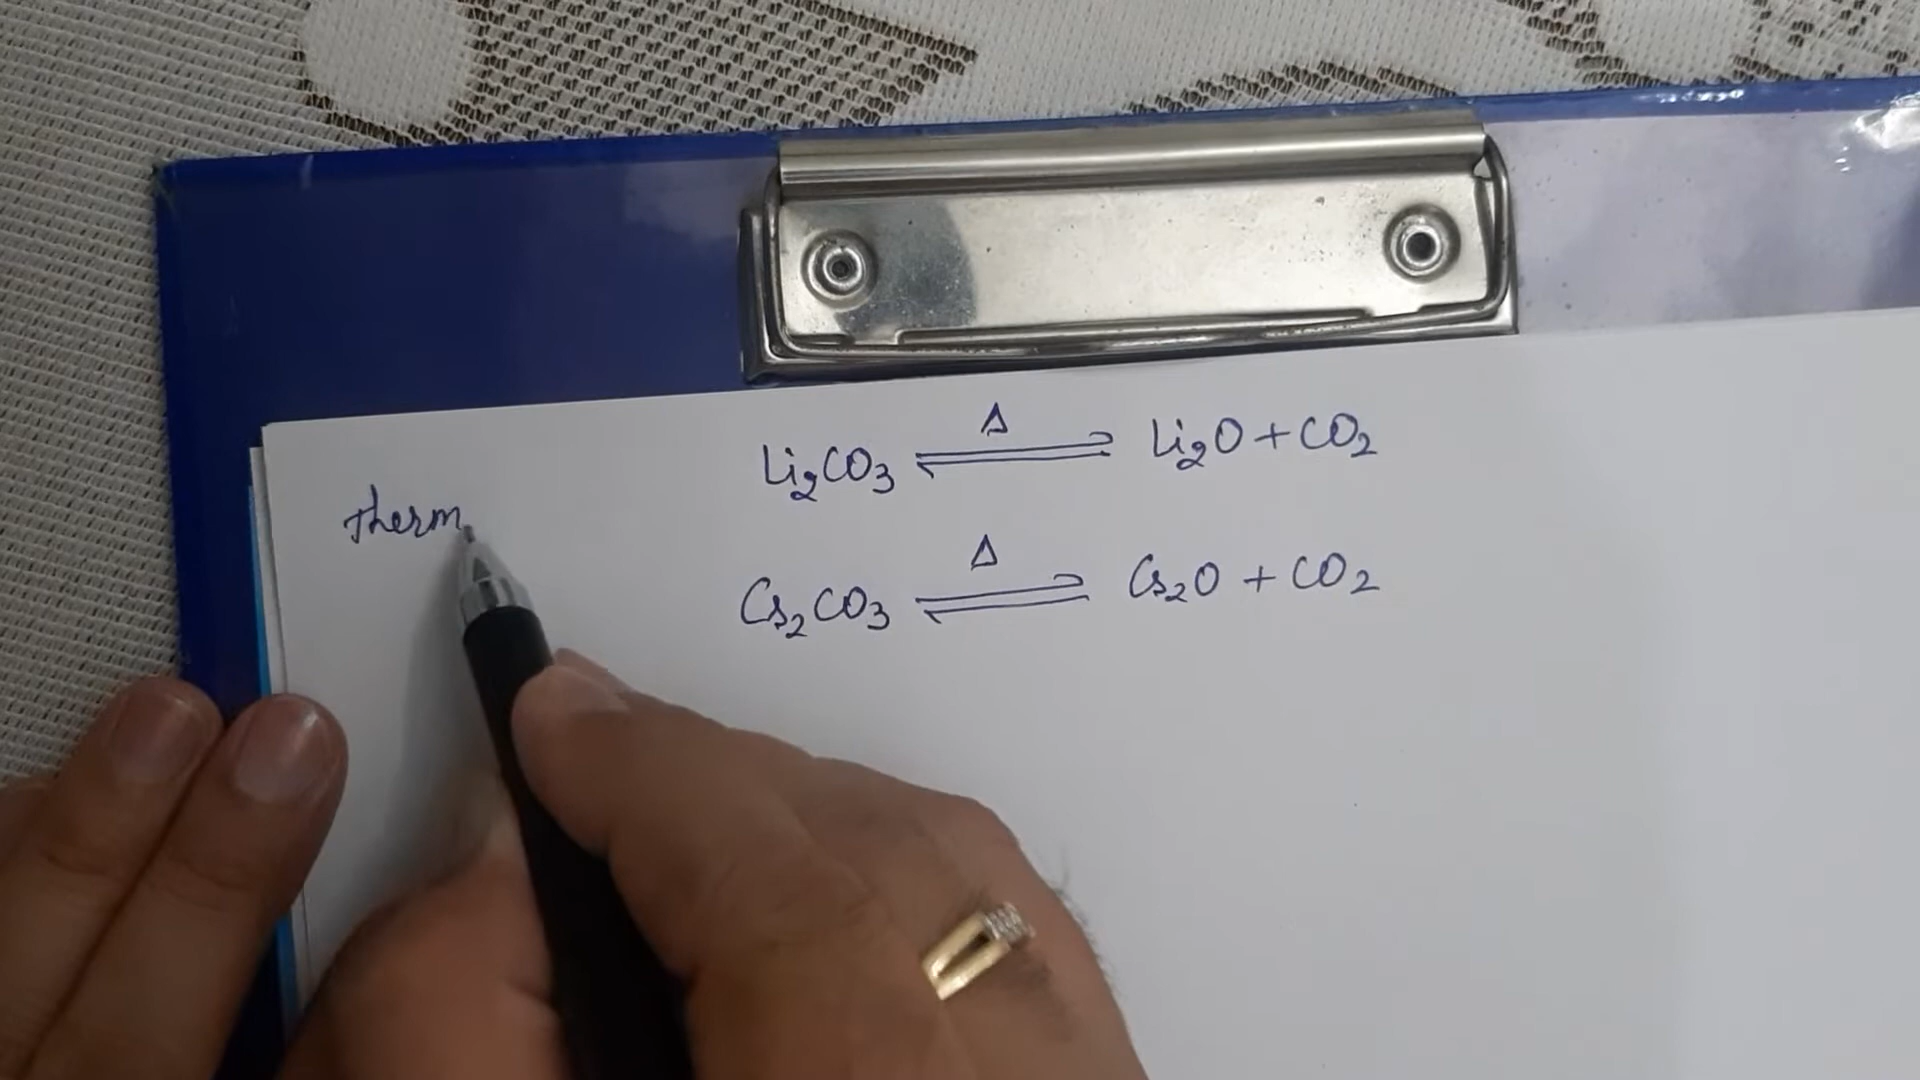 Δ
Li₂CO₃ ⇌ Li₂O + CO₂
therm
Δ
Cs₂CO₃ ⇌ Cs₂O + CO₂